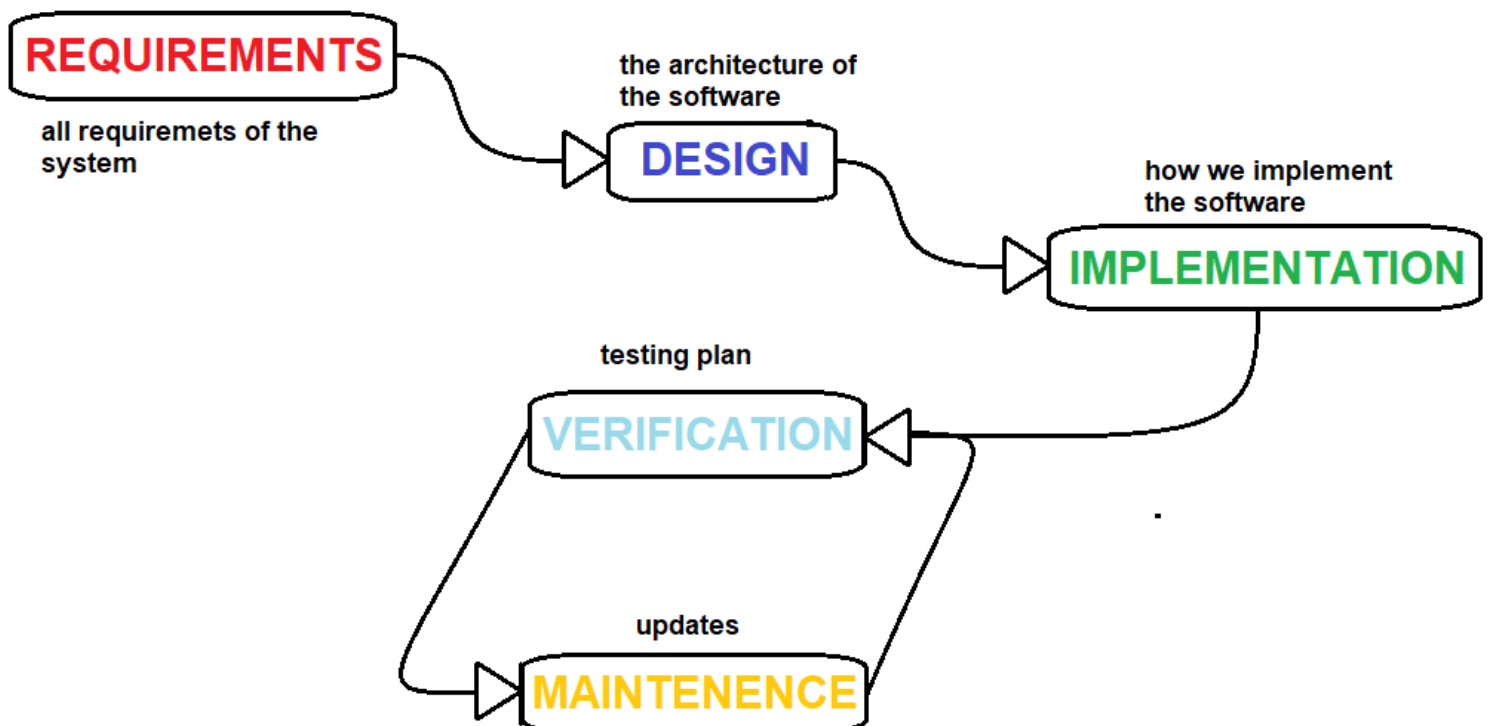 REQUIREMENTS
all requiremets of the
system
the architecture of
the software
DESIGN
how we implement
the software
IMPLEMENTATION
testing plan
VERIFICATION
updates
MAINTENENCE